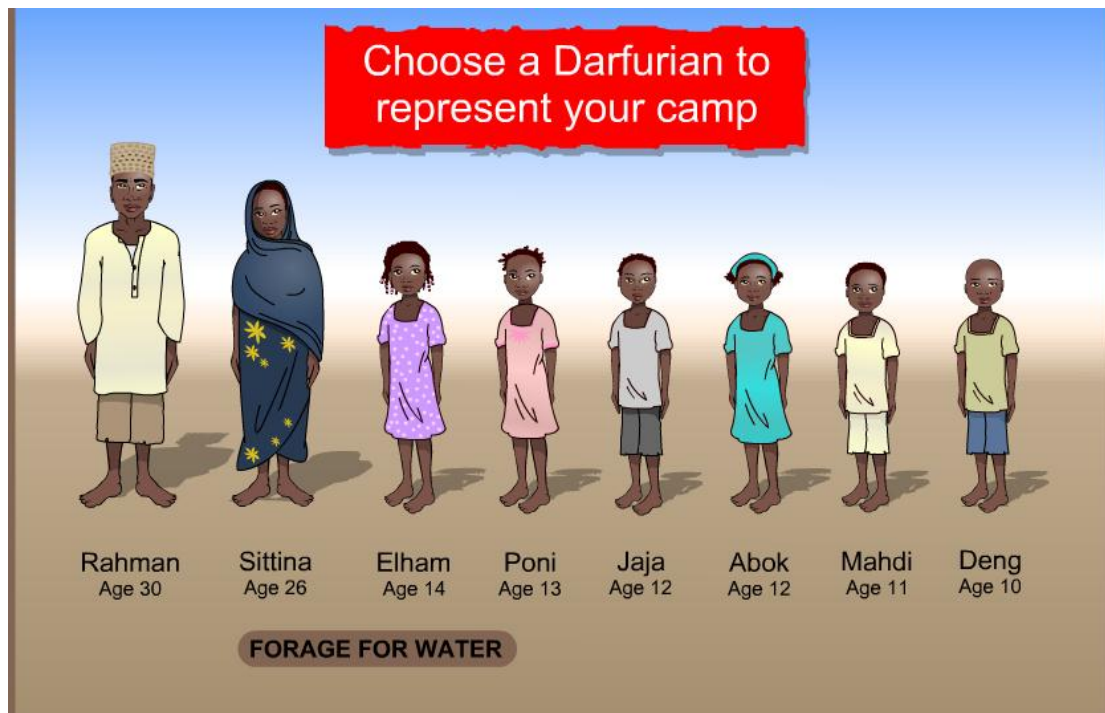 Choose a Darfurian to
represent your camp
Rahman
Age 30
Sittina
Age 26
Elham
Age 14
Poni
Age 13
Jaja
Age 12
Abok
Age 12
Mahdi
Age 11
Deng
Age 10
FORAGE FOR WATER